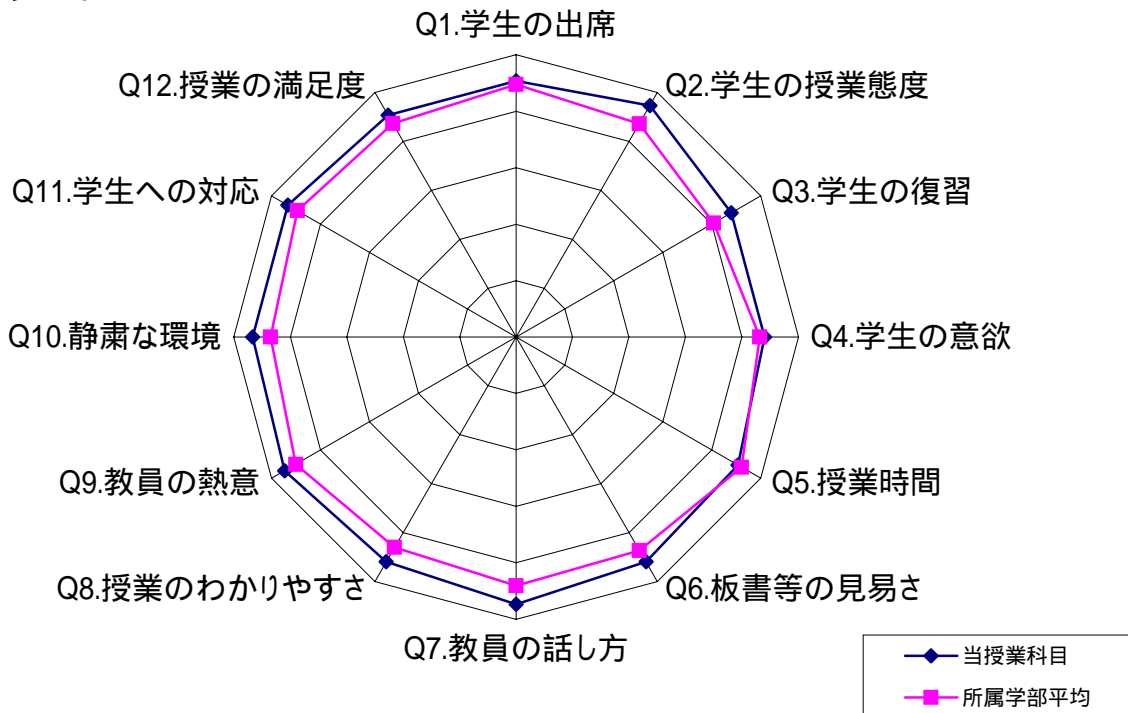 Q1.学生の出席
Q2.学生の授業態度
Q3.学生の復習
Q4.学生の意欲
Q5.授業時間
Q6.板書等の見易さ
Q7.教員の話し方
Q8.授業のわかりやすさ
Q9.教員の熱意
Q10.静粛な環境
Q11.学生への対応
Q12.授業の満足度
当授業科目
所属学部平均